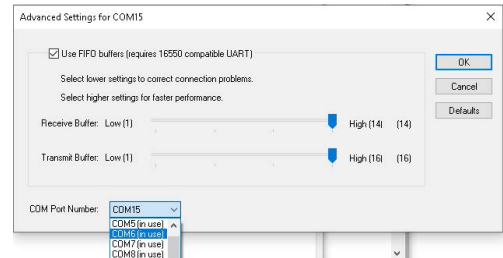 Advanced Settings for COM15
Use FIFO buffers (requires 16550 compatible UART)
OK
Select lower settings to correct connection problems.
Cancel
Select higher settings for faster performance.
Defaults
Receive Buffer: Low (1) High (14) (14)
Transmit Buffer: Low (1) High (16) (16)
COM Port Number: COM15
COM5 (in use)
COM6 (in use)
COM7 (in use)
COM8 (in use)